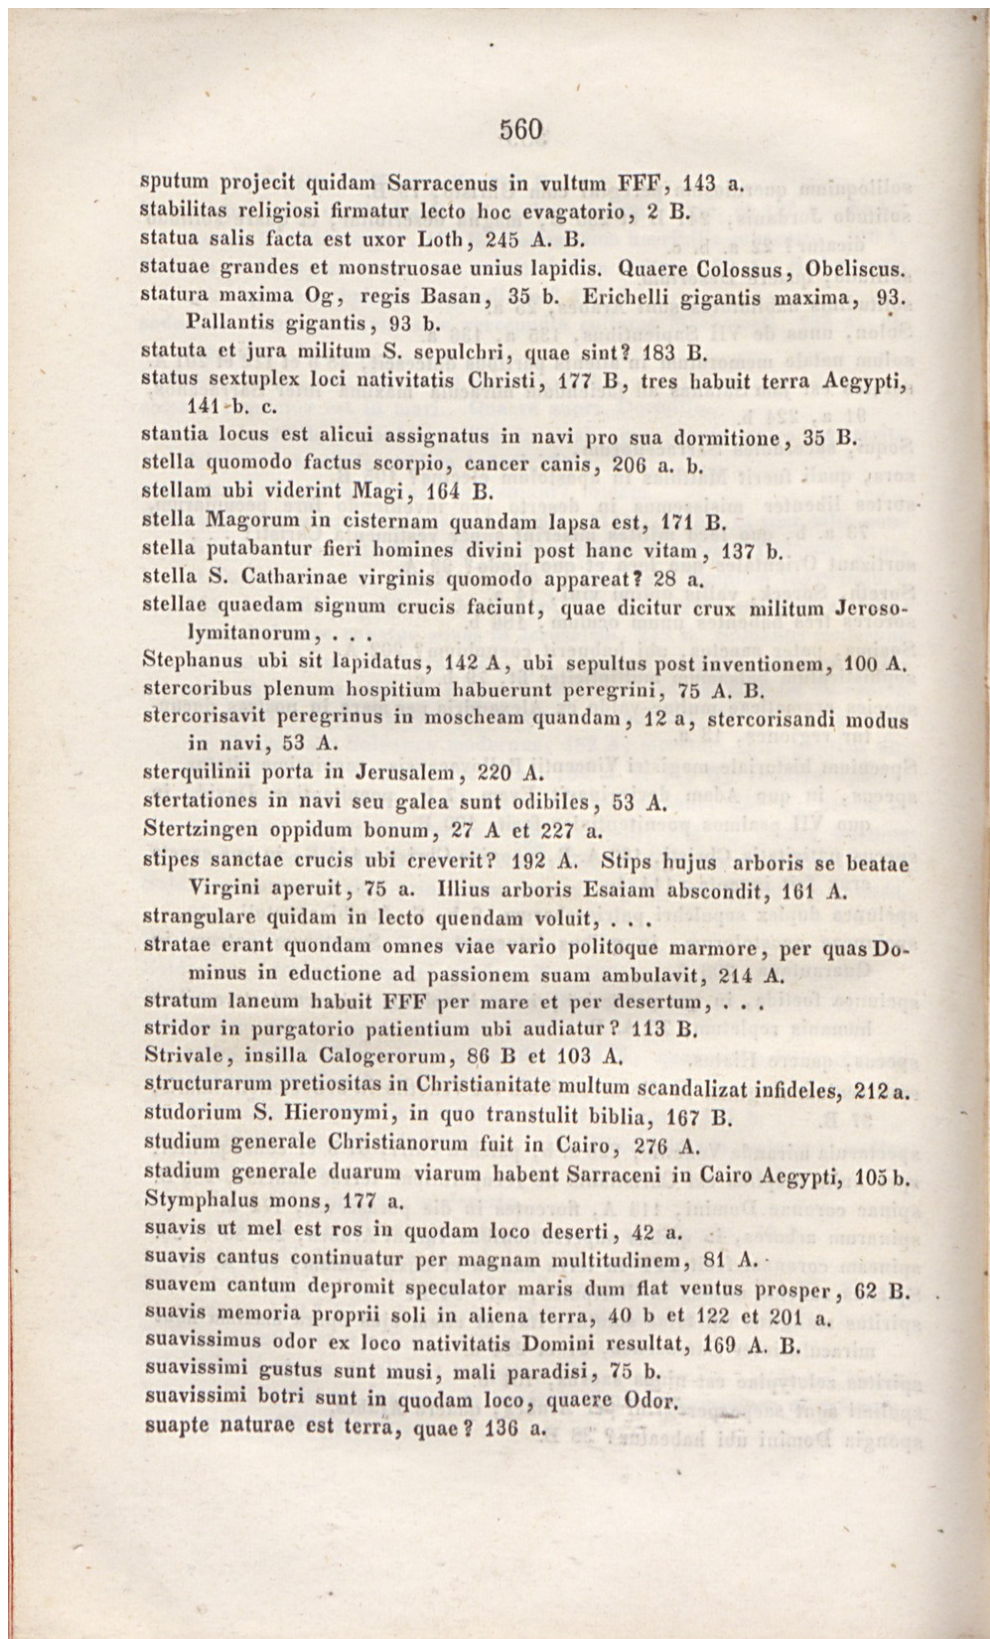 560
sputum projecit quidam Sarracenus in vultum FFF, 143 a.
stabilitas religiosi firmatur lecto hoc evagatorio, 2 B.
statua salis facta est uxor Loth, 245 A. B.
statuae grandes et monstruosae unius lapidis. Quaere Colossus, Obeliscus.
statura maxima Og, regis Basan, 35 b. Erichelli gigantis maxima, 93.
Pallantis gigantis, 93 b.
statuta et jura militum S. sepulchri, quae sint? 183 B.
status sextuplex loci nativitatis Christi, 177 B, tres habuit terra Aegypti,
141 b. c.
stantia locus est alicui assignatus in navi pro sua dormitione, 35 B.
stella quomodo factus scorpio, cancer canis, 206 a. b.
stellam ubi viderint Magi, 164 B.
stella Magorum in cisternam quandam lapsa est, 171 B.
stella putabantur fieri homines divini post hanc vitam, 137 b.
stella S. Catharinae virginis quomodo appareat? 28 a.
stellae quaedam signum crucis faciunt, quae dicitur crux militum Jeroso-
lymitanorum, . . .
Stephanus ubi sit lapidatus, 142 A, ubi sepultus post inventionem, 100 A.
stercoribus plenum hospitium habuerunt peregrini, 75 A. B.
stercorisavit peregrinus in moscheam quandam, 12 a, stercorisandi modus
in navi, 53 A.
sterquilinii porta in Jerusalem, 220 A.
stertationes in navi seu galea sunt odibiles, 53 A.
Stertzingen oppidum bonum, 27 A et 227 a.
stipes sanctae crucis ubi creverit? 192 A. Stips hujus arboris se beatae
Virgini aperuit, 75 a. Illius arboris Esaiam abscondit, 161 A.
strangulare quidam in lecto quendam voluit, . . .
stratae erant quondam omnes viae vario politoque marmore, per quas Do-
minus in eductione ad passionem suam ambulavit, 214 A.
stratum laneum habuit FFF per mare et per desertum, . . .
stridor in purgatorio patientium ubi audiatur? 113 B.
Strivale, insilla Calogerorum, 86 B et 103 A.
structurarum pretiositas in Christianitate multum scandalizat infideles, 212 a.
studorium S. Hieronymi, in quo transtulit biblia, 167 B.
studium generale Christianorum fuit in Cairo, 276 A.
stadium generale duarum viarum habent Sarraceni in Cairo Aegypti, 105 b.
Stymphalus mons, 177 a.
suavis ut mel est ros in quodam loco deserti, 42 a.
suavis cantus continuatur per magnam multitudinem, 81 A.
suavem cantum depromit speculator maris dum flat ventus prosper, 62 B.
suavis memoria proprii soli in aliena terra, 40 b et 122 et 201 a.
suavissimus odor ex loco nativitatis Domini resultat, 169 A. B.
suavissimi gustus sunt musi, mali paradisi, 75 b.
suavissimi botri sunt in quodam loco, quaere Odor.
suapte naturae est terra, quae? 136 a.